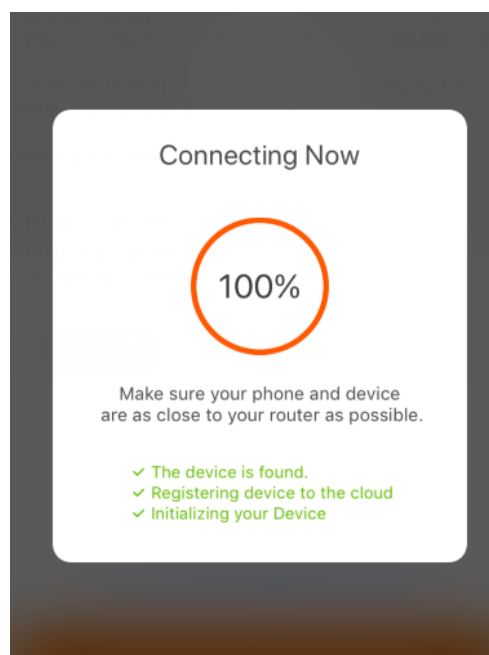 Connecting Now
100%
Make sure your phone and device
are as close to your router as possible.
✓ The device is found.
✓ Registering device to the cloud
✓ Initializing your Device